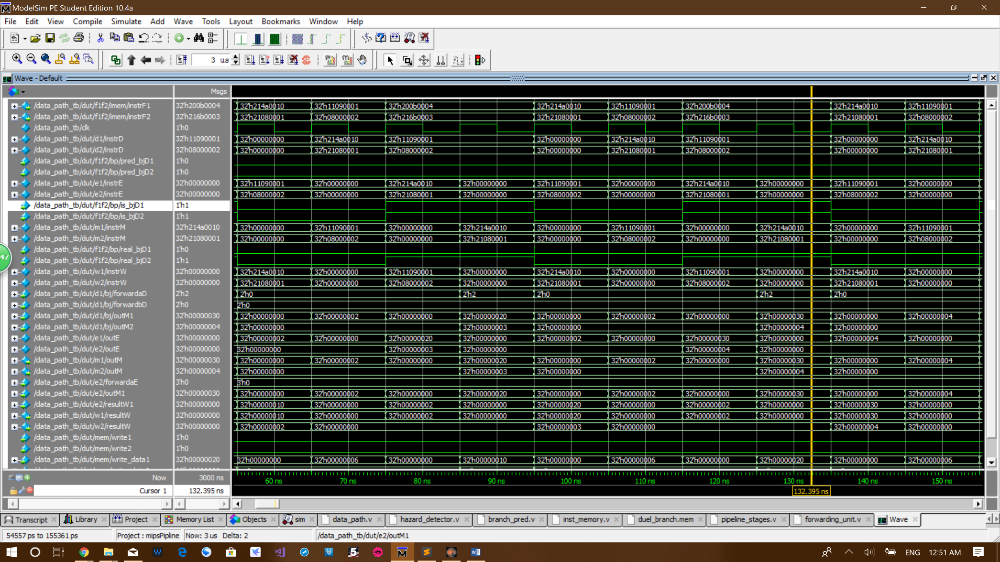 ModelSim PE Student Edition 10.4a
File Edit View Compile Simulate Add Wave Tools Layout Bookmarks Window Help
3 us
Wave - Default
Msgs
/data_path_tb/dut/f1f2/imem/instrF1 32'h200b0004 32'h214a0010 32'h11090001 32'h200b0004 32'h214a0010 32'h11090001 32'h200b0004 32'h214a0010 32'h11090001
/data_path_tb/dut/f1f2/imem/instrF2 32'h216b0003 32'h21080001 32'h08000002 32'h216b0003 32'h21080001 32'h08000002 32'h216b0003 32'h21080001 32'h08000002
/data_path_tb/clk 1'h0
/data_path_tb/dut/d1/instrD 32'h11090001 32'h00000000 32'h214a0010 32'h11090001 32'h00000000 32'h214a0010 32'h11090001 32'h00000000 32'h214a0010
/data_path_tb/dut/d2/instrD 32'h08000002 32'h00000000 32'h21080001 32'h08000002 32'h00000000 32'h21080001 32'h08000002 32'h00000000 32'h21080001
/data_path_tb/dut/f1f2/bp/pred_bjD1 1'h0
/data_path_tb/dut/f1f2/bp/pred_bjD2 1'h0
/data_path_tb/dut/e1/instrE 32'h00000000 32'h11090001 32'h00000000 32'h214a0010 32'h00000000 32'h11090001 32'h00000000 32'h214a0010 32'h00000000 32'h11090001 32'h00000000
/data_path_tb/dut/e2/instrE 32'h00000000 32'h08000002 32'h00000000 32'h21080001 32'h00000000 32'h08000002 32'h00000000 32'h21080001 32'h00000000 32'h08000002 32'h00000000
/data_path_tb/dut/f1f2/bp/is_bjD1 1'h1
/data_path_tb/dut/f1f2/bp/is_bjD2 1'h1
/data_path_tb/dut/m1/instrM 32'h214a0010 32'h00000000 32'h11090001 32'h00000000 32'h214a0010 32'h00000000 32'h11090001 32'h00000000 32'h214a0010 32'h00000000 32'h11090001
/data_path_tb/dut/m2/instrM 32'h21080001 32'h00000000 32'h08000002 32'h00000000 32'h21080001 32'h00000000 32'h08000002 32'h00000000 32'h21080001 32'h00000000 32'h08000002
/data_path_tb/dut/f1f2/bp/real_bjD1 1'h0
47
/data_path_tb/dut/f1f2/bp/real_bjD2 1'h1
/data_path_tb/dut/w1/instrW 32'h00000000 32'h214a0010 32'h00000000 32'h11090001 32'h00000000 32'h214a0010 32'h00000000 32'h11090001 32'h00000000 32'h214a0010 32'h00000000
/data_path_tb/dut/w2/instrW 32'h00000000 32'h21080001 32'h00000000 32'h08000002 32'h00000000 32'h21080001 32'h00000000 32'h08000002 32'h00000000 32'h21080001 32'h00000000
/data_path_tb/dut/d1/bj/forwardaD 2'h2 2'h0 2'h2 2'h0 2'h2 2'h0
/data_path_tb/dut/d1/bj/forwardbD 2'h0 2'h0
/data_path_tb/dut/d1/bj/outM1 32'h00000030 32'h00000000 32'h00000002 32'h00000000 32'h00000020 32'h00000000 32'h00000002 32'h00000000 32'h00000030 32'h00000000 32'h00000004
/data_path_tb/dut/d1/bj/outM2 32'h00000004 32'h00000000 32'h00000003 32'h00000000 32'h00000004 32'h00000000
/data_path_tb/dut/e1/outE 32'h00000000 32'h00000002 32'h00000000 32'h00000020 32'h00000000 32'h00000002 32'h00000000 32'h00000030 32'h00000000 32'h00000004 32'h00000000
/data_path_tb/dut/e2/outE 32'h00000000 32'h00000000 32'h00000003 32'h00000000 32'h00000004 32'h00000000
/data_path_tb/dut/m1/outM 32'h00000030 32'h00000000 32'h00000002 32'h00000000 32'h00000020 32'h00000000 32'h00000002 32'h00000000 32'h00000030 32'h00000000 32'h00000004
/data_path_tb/dut/m2/outM 32'h00000004 32'h00000000 32'h00000003 32'h00000000 32'h00000004 32'h00000000
/data_path_tb/dut/e2/forwardaE 3'h0 3'h0
/data_path_tb/dut/e2/outM1 32'h00000030 32'h00000000 32'h00000002 32'h00000000 32'h00000020 32'h00000000 32'h00000002 32'h00000000 32'h00000030 32'h00000000 32'h00000004
/data_path_tb/dut/e2/resultW1 32'h00000000 32'h00000010 32'h00000000 32'h00000002 32'h00000000 32'h00000020 32'h00000000 32'h00000002 32'h00000000 32'h00000030 32'h00000000
/data_path_tb/dut/w1/resultW 32'h00000000 32'h00000010 32'h00000000 32'h00000002 32'h00000000 32'h00000020 32'h00000000 32'h00000002 32'h00000000 32'h00000030 32'h00000000
/data_path_tb/dut/w2/resultW 32'h00000000 32'h00000002 32'h00000000 32'h00000003 32'h00000000 32'h00000004 32'h00000000
/data_path_tb/dut/mem/write1 1'h0
/data_path_tb/dut/mem/write2 1'h0
/data_path_tb/dut/mem/write_data1 32'h00000020 32'h00000000 32'h00000006 32'h00000000 32'h00000010 32'h00000000 32'h00000006 32'h00000000 32'h00000020 32'h00000000 32'h00000006
Now 3000 ns 60 ns 70 ns 80 ns 90 ns 100 ns 110 ns 120 ns 130 ns 140 ns 150 ns
Cursor 1 132.395 ns 132.395 ns
Transcript Library Project Memory List Objects sim data_path.v hazard_detector.v branch_pred.v inst_memory.v duel_branch.mem pipeline_stages.v forwarding_unit.v Wave
54557 ps to 155361 ps Project : mipsPipline Now: 3 us Delta: 2 /data_path_tb/dut/e2/outM1
ENG 12:51 AM